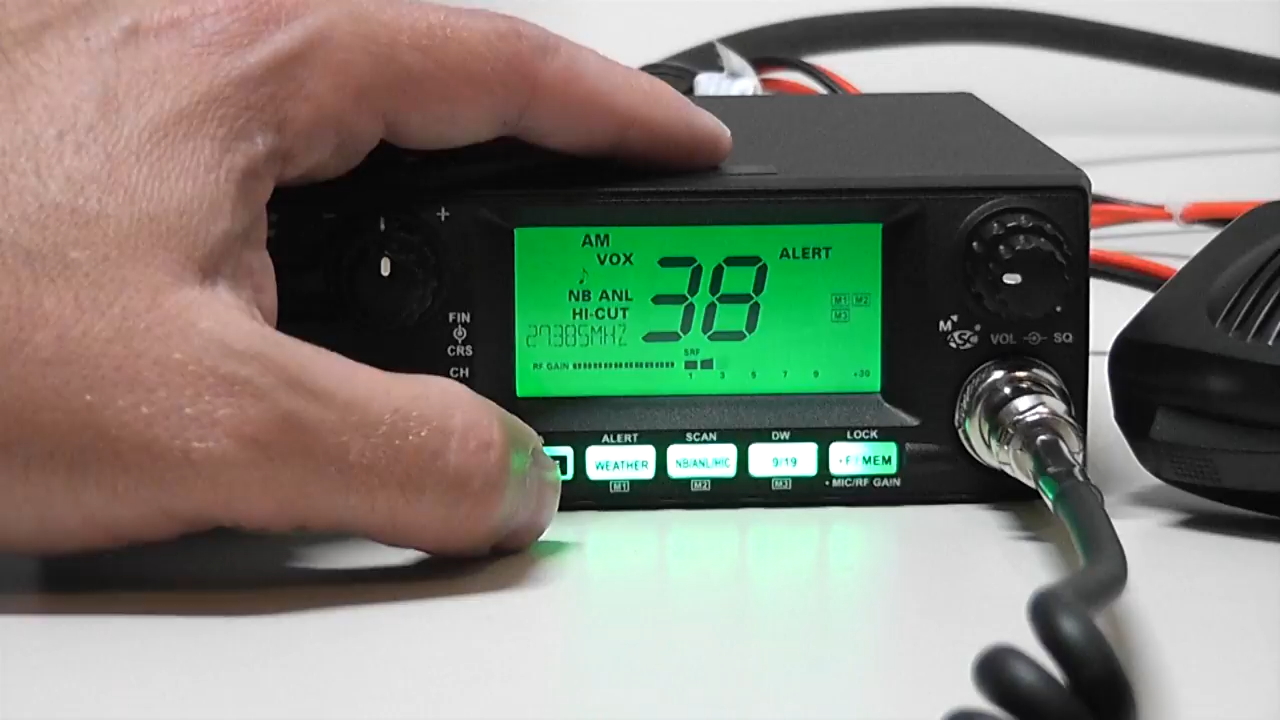 +
AM
VOX
ALERT
38
NB ANL
HI-CUT
M1 M2
M3
27.385MHZ
FIN
CRS
CH
RF GAIN
SRF
1 3 5 7 9 +30
M
ASC
VOL SQ
ALERT SCAN DW LOCK
WEATHER NB/ANL/HIC 9/19 • F / MEM
M1 M2 M3 • MIC/RF GAIN